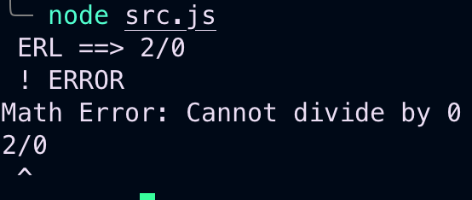 node src.js
ERL ==> 2/0
! ERROR
Math Error: Cannot divide by 0
2/0
^